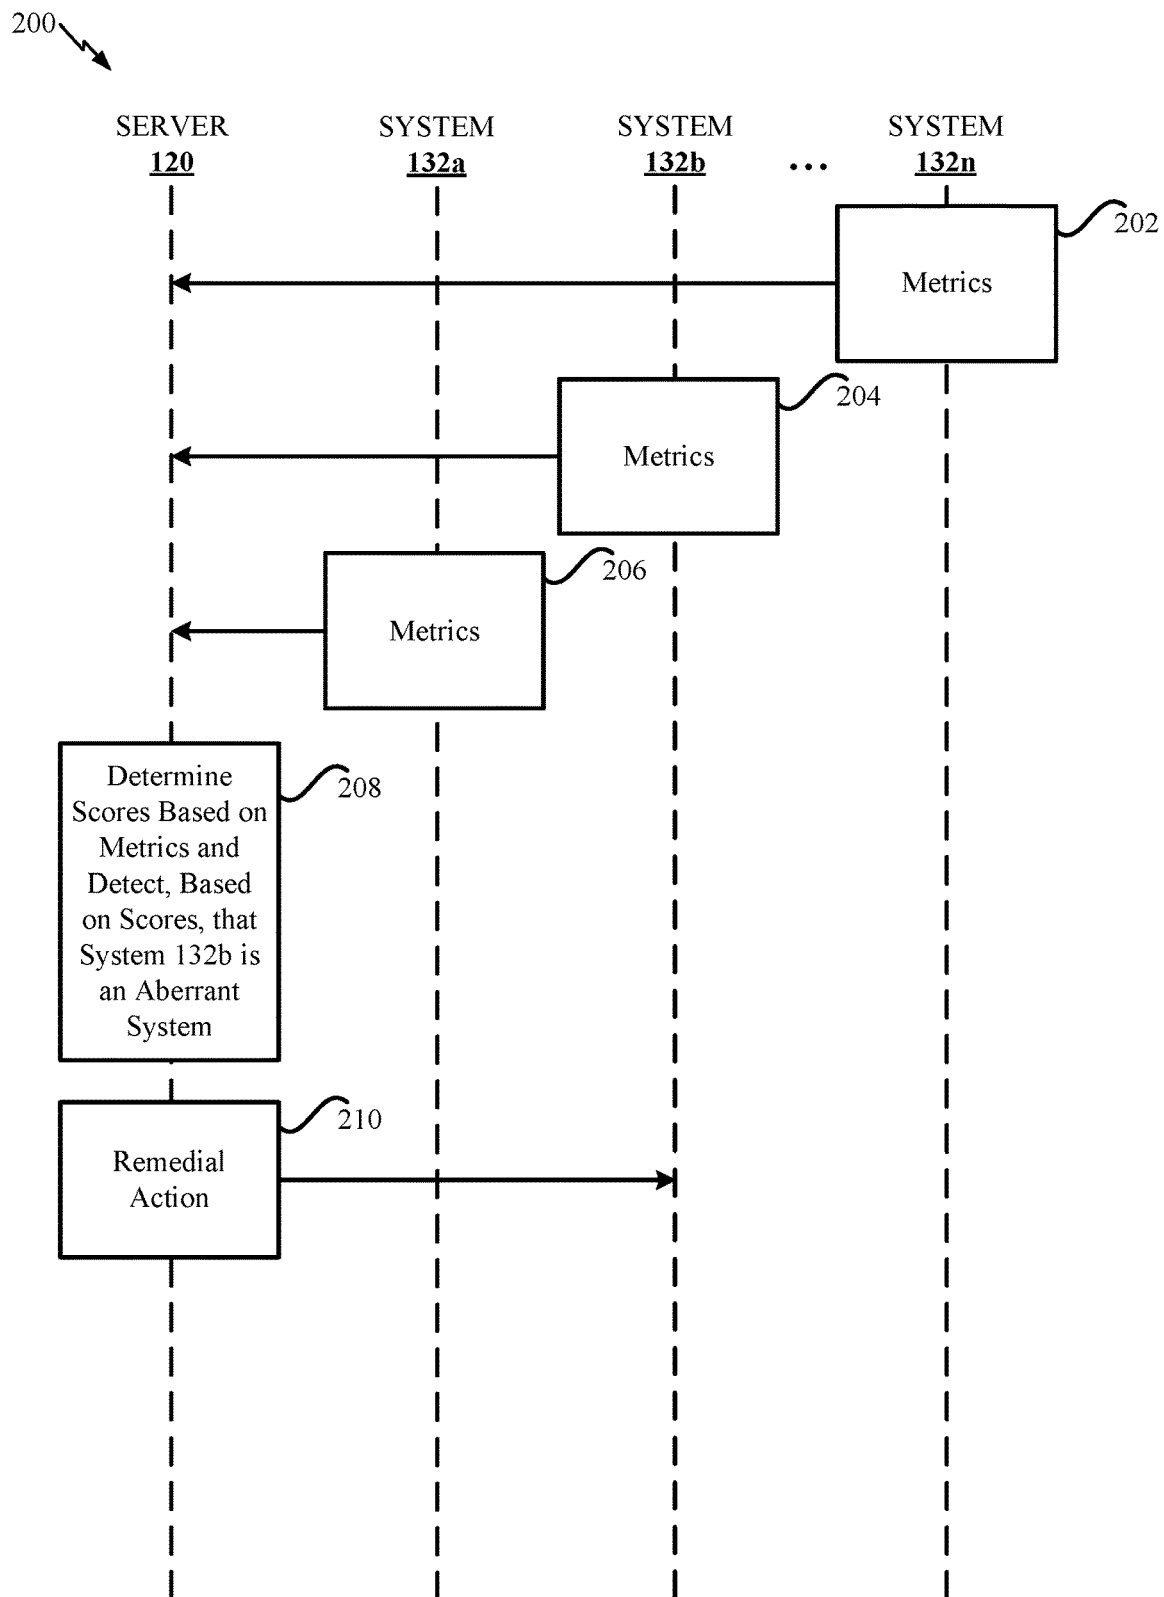 200
SERVER
120
SYSTEM
132a
SYSTEM
132b
...
SYSTEM
132n
Metrics
202
Metrics
204
Metrics
206
Determine
Scores Based on
Metrics and
Detect, Based
on Scores, that
System 132b is
an Aberrant
System
208
Remedial
Action
210